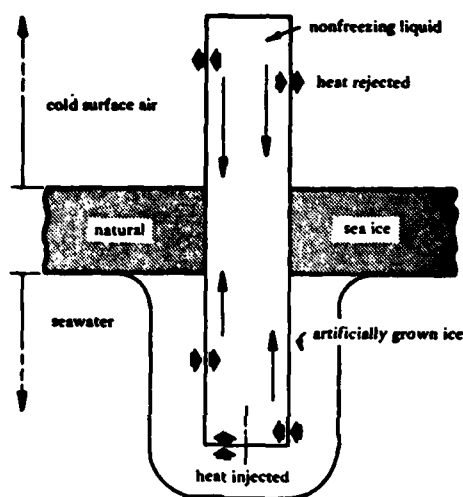 nonfreezing liquid
heat rejected
cold surface air
natural
sea ice
seawater
artificially grown ice
heat injected